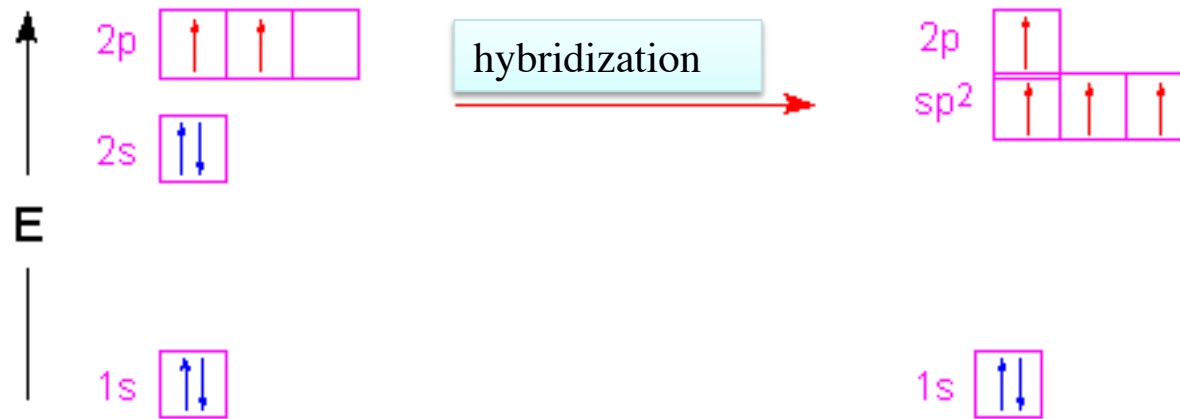 2p
hybridization
2p
sp²
2s
E
1s
1s